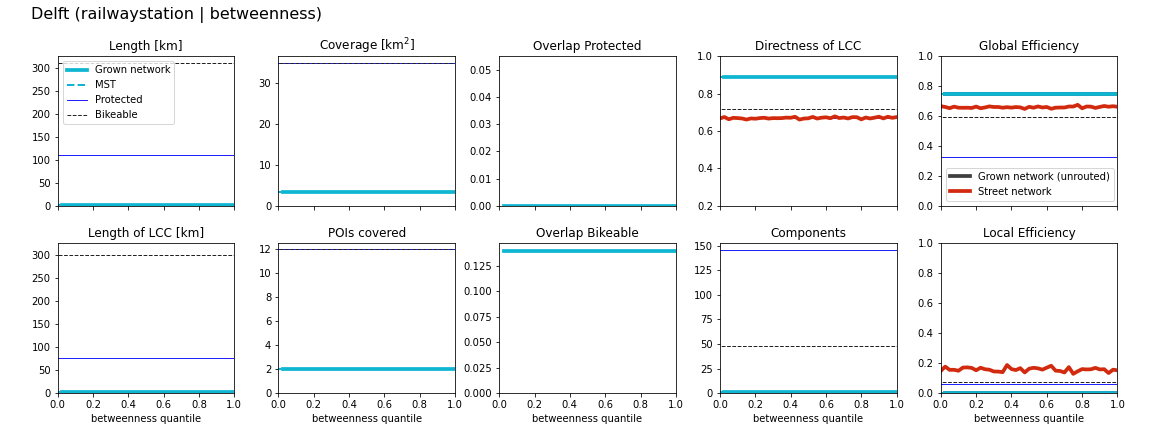 Delft (railwaystation | betweenness)
Length [km]
300
250
200
150
100
50
0
Grown network
MST
Protected
Bikeable
Coverage [km²]
30
20
10
0
Overlap Protected
0.05
0.04
0.03
0.02
0.01
0.00
Directness of LCC
1.0
0.8
0.6
0.4
0.2
Global Efficiency
1.0
0.8
0.6
0.4
0.2
0.0
Grown network (unrouted)
Street network
Length of LCC [km]
300
250
200
150
100
50
0
0.0 0.2 0.4 0.6 0.8 1.0
betweenness quantile
POIs covered
12
10
8
6
4
2
0
0.0 0.2 0.4 0.6 0.8 1.0
betweenness quantile
Overlap Bikeable
0.125
0.100
0.075
0.050
0.025
0.000
0.0 0.2 0.4 0.6 0.8 1.0
betweenness quantile
Components
150
125
100
75
50
25
0
0.0 0.2 0.4 0.6 0.8 1.0
betweenness quantile
Local Efficiency
1.0
0.8
0.6
0.4
0.2
0.0
0.0 0.2 0.4 0.6 0.8 1.0
betweenness quantile